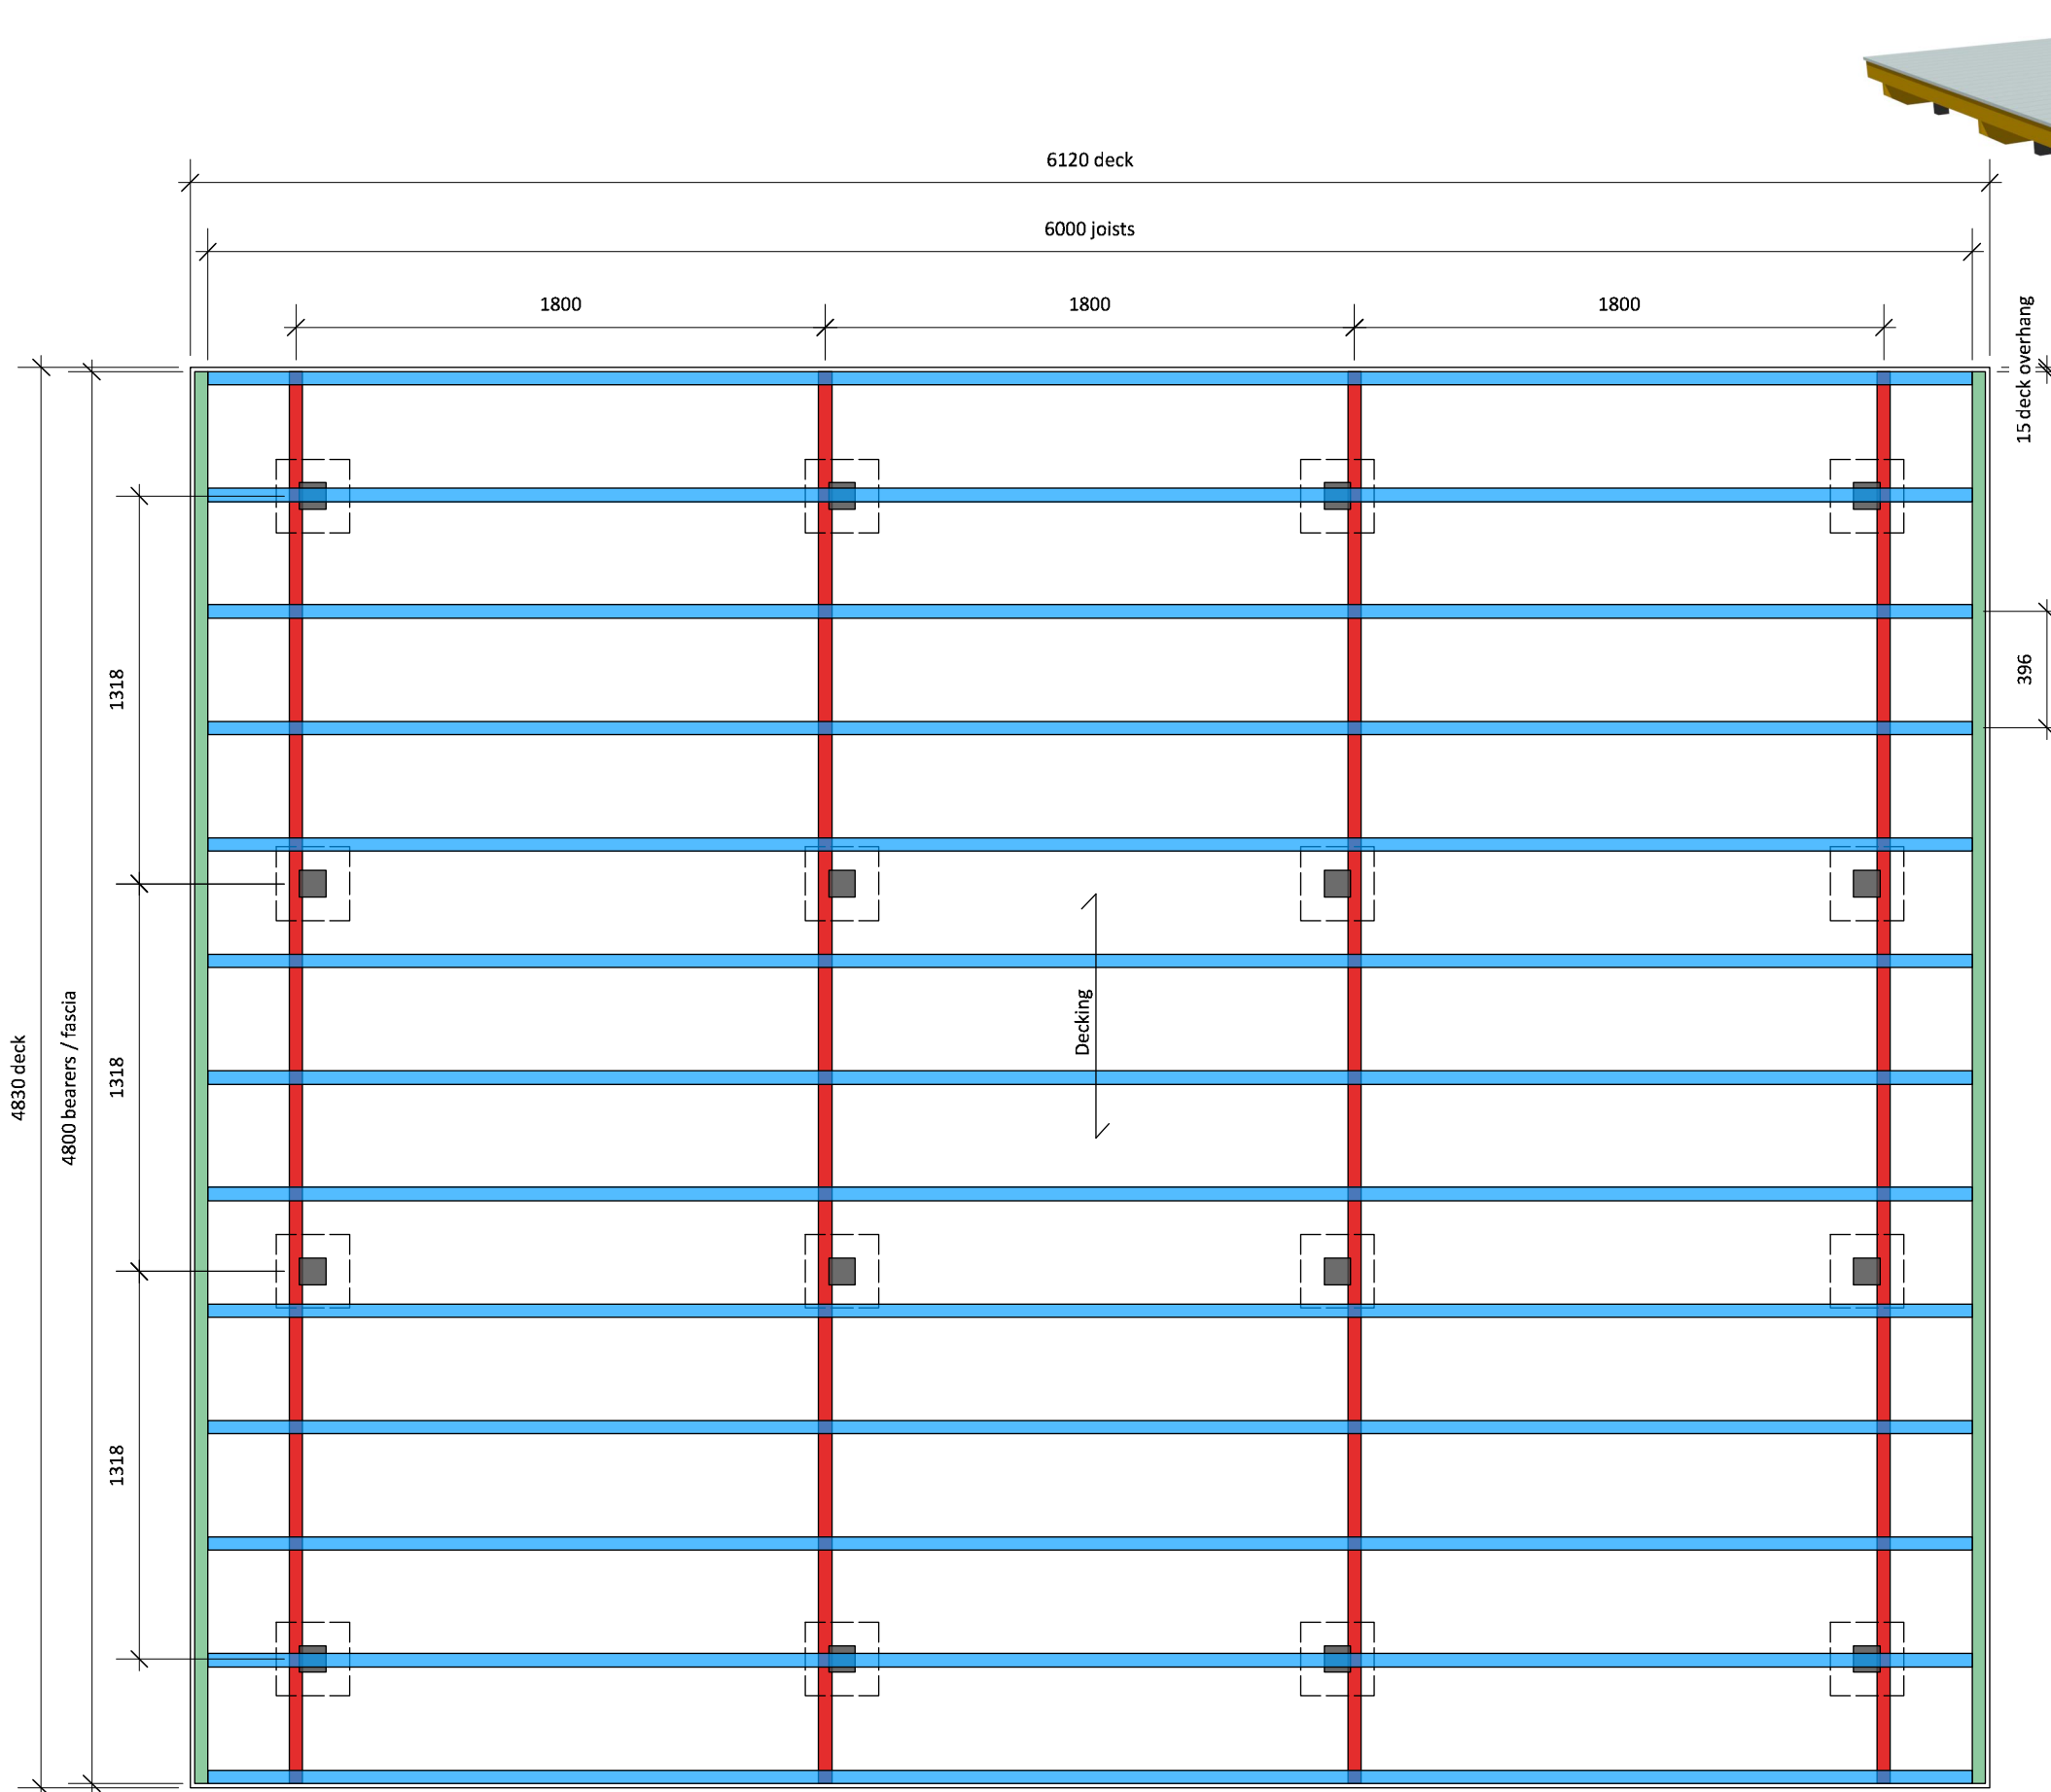 6120 deck
6000 joists
1800
1800
1800
15 deck overhang
1318
396
4830 deck
4800 bearers / fascia
1318
Decking
1318